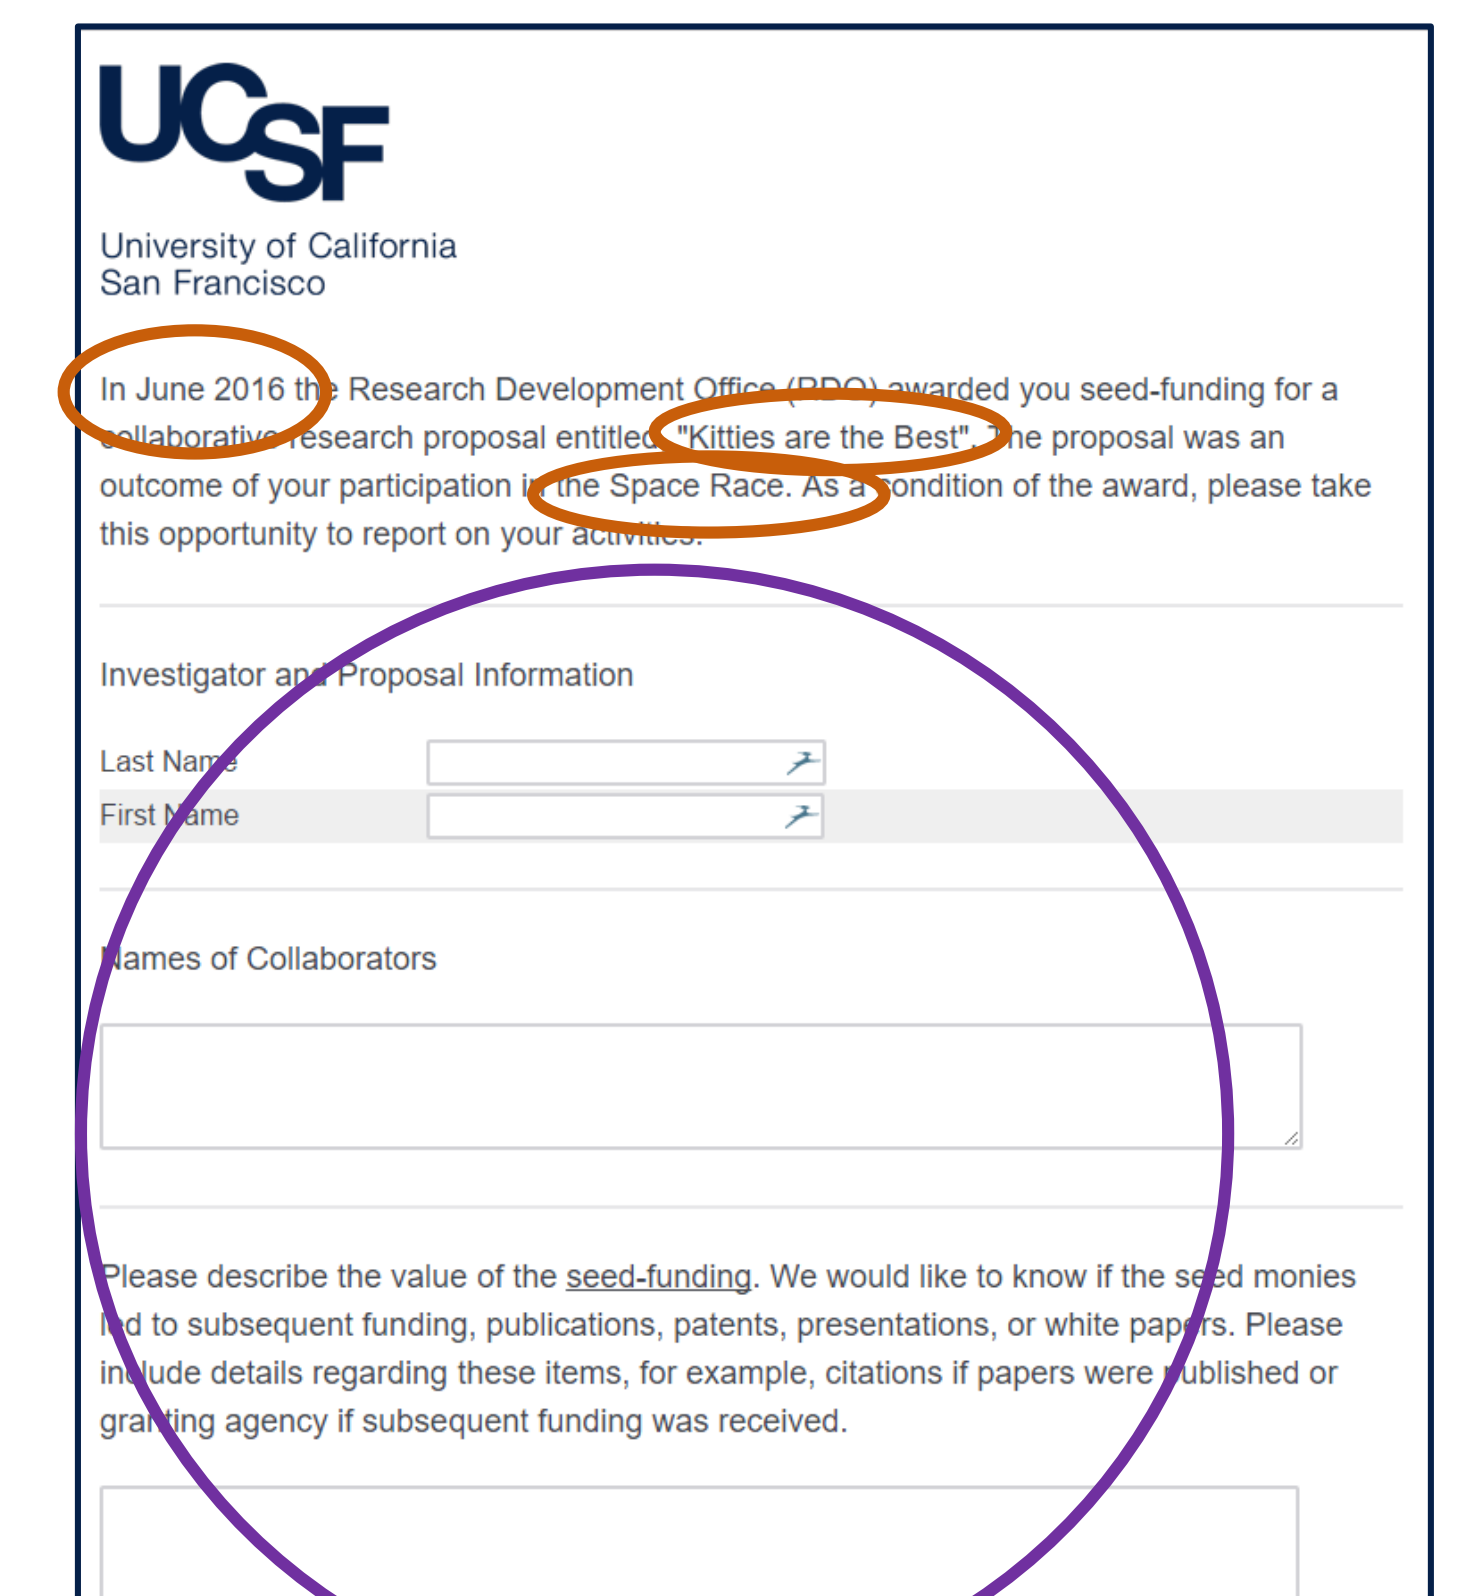 UCSF
University of California
San Francisco
In June 2016 the Research Development Office (RDO) awarded you seed-funding for a
collaborative research proposal entitled, "Kitties are the Best". The proposal was an
outcome of your participation in the Space Race. As a condition of the award, please take
this opportunity to report on your activities.
Investigator and Proposal Information
Last Name
First Name
Names of Collaborators
Please describe the value of the seed-funding. We would like to know if the seed monies
led to subsequent funding, publications, patents, presentations, or white papers. Please
include details regarding these items, for example, citations if papers were published or
granting agency if subsequent funding was received.